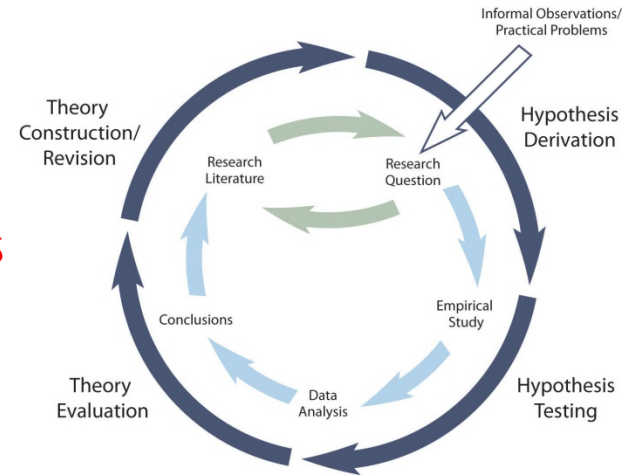 Informal Observations/
Practical Problems
Theory
Construction/
Revision
Hypothesis
Derivation
Research
Literature
Research
Question
s
Conclusions
Empirical
Study
Theory
Evaluation
Data
Analysis
Hypothesis
Testing